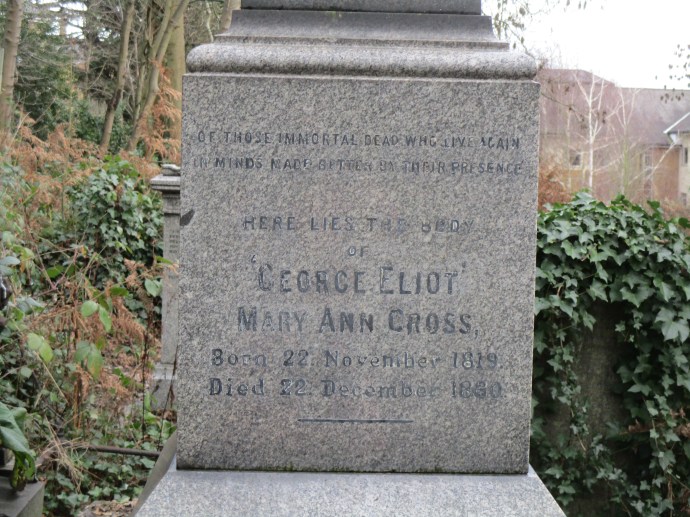 OF THOSE IMMORTAL DEAD WHO LIVE AGAIN
IN MINDS MADE BETTER BY THEIR PRESENCE
HERE LIES THE BODY
OF
'GEORGE ELIOT'
MARY ANN CROSS,
Born 22. November 1819.
Died 22. December 1880.